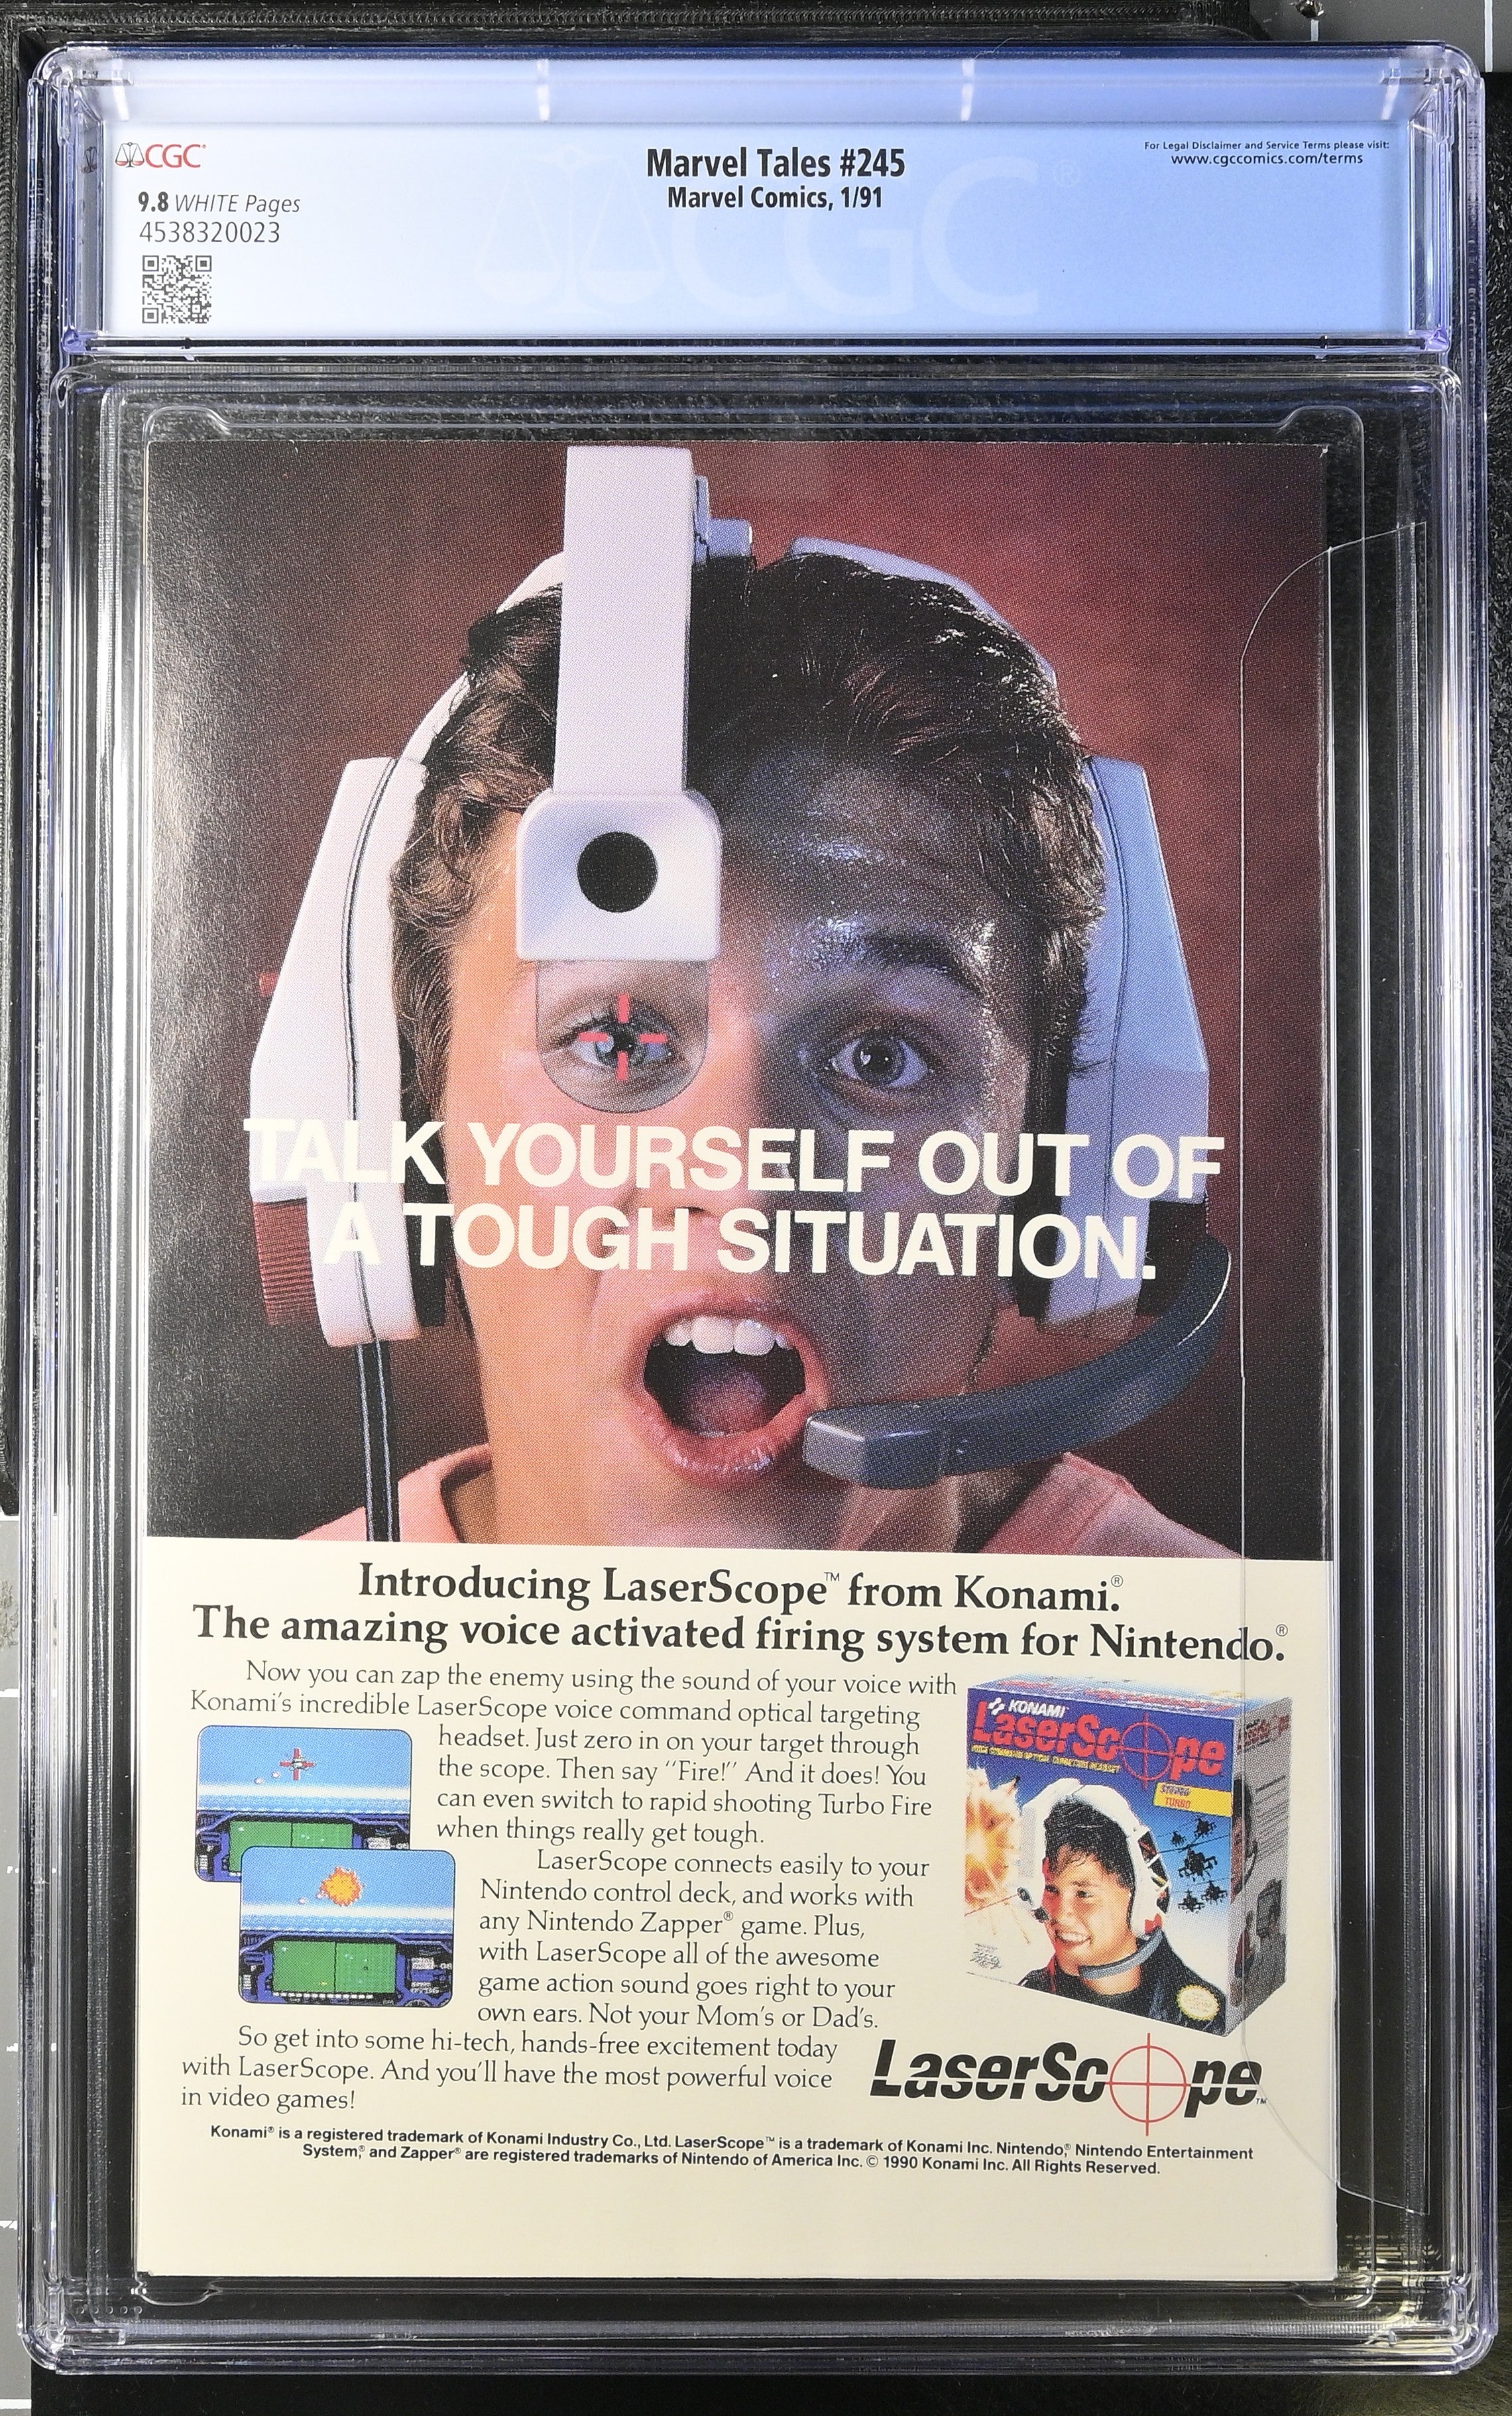 CGC
9.8 WHITE Pages
4538320023
Marvel Tales #245
Marvel Comics, 1/91
For Legal Disclaimer and Service Terms please visit:
www.cgccomics.com/terms
CGC®
TALK YOURSELF OUT OF
A TOUGH SITUATION.
Introducing LaserScope™ from Konami®.
The amazing voice activated firing system for Nintendo®.
Now you can zap the enemy using the sound of your voice with
Konami's incredible LaserScope voice command optical targeting
headset. Just zero in on your target through
the scope. Then say "Fire!" And it does! You
can even switch to rapid shooting Turbo Fire
when things really get tough.
LaserScope connects easily to your
Nintendo control deck, and works with
any Nintendo Zapper® game. Plus,
with LaserScope all of the awesome
game action sound goes right to your
own ears. Not your Mom's or Dad's.
So get into some hi-tech, hands-free excitement today
with LaserScope. And you'll have the most powerful voice
in video games!
KONAMI
LaserScope
VOICE COMMAND OPTICAL TARGETING HEADSET
STEREO
TURBO
LaserScope™
Konami® is a registered trademark of Konami Industry Co., Ltd. LaserScope™ is a trademark of Konami Inc. Nintendo®, Nintendo Entertainment
System®, and Zapper® are registered trademarks of Nintendo of America Inc. © 1990 Konami Inc. All Rights Reserved.